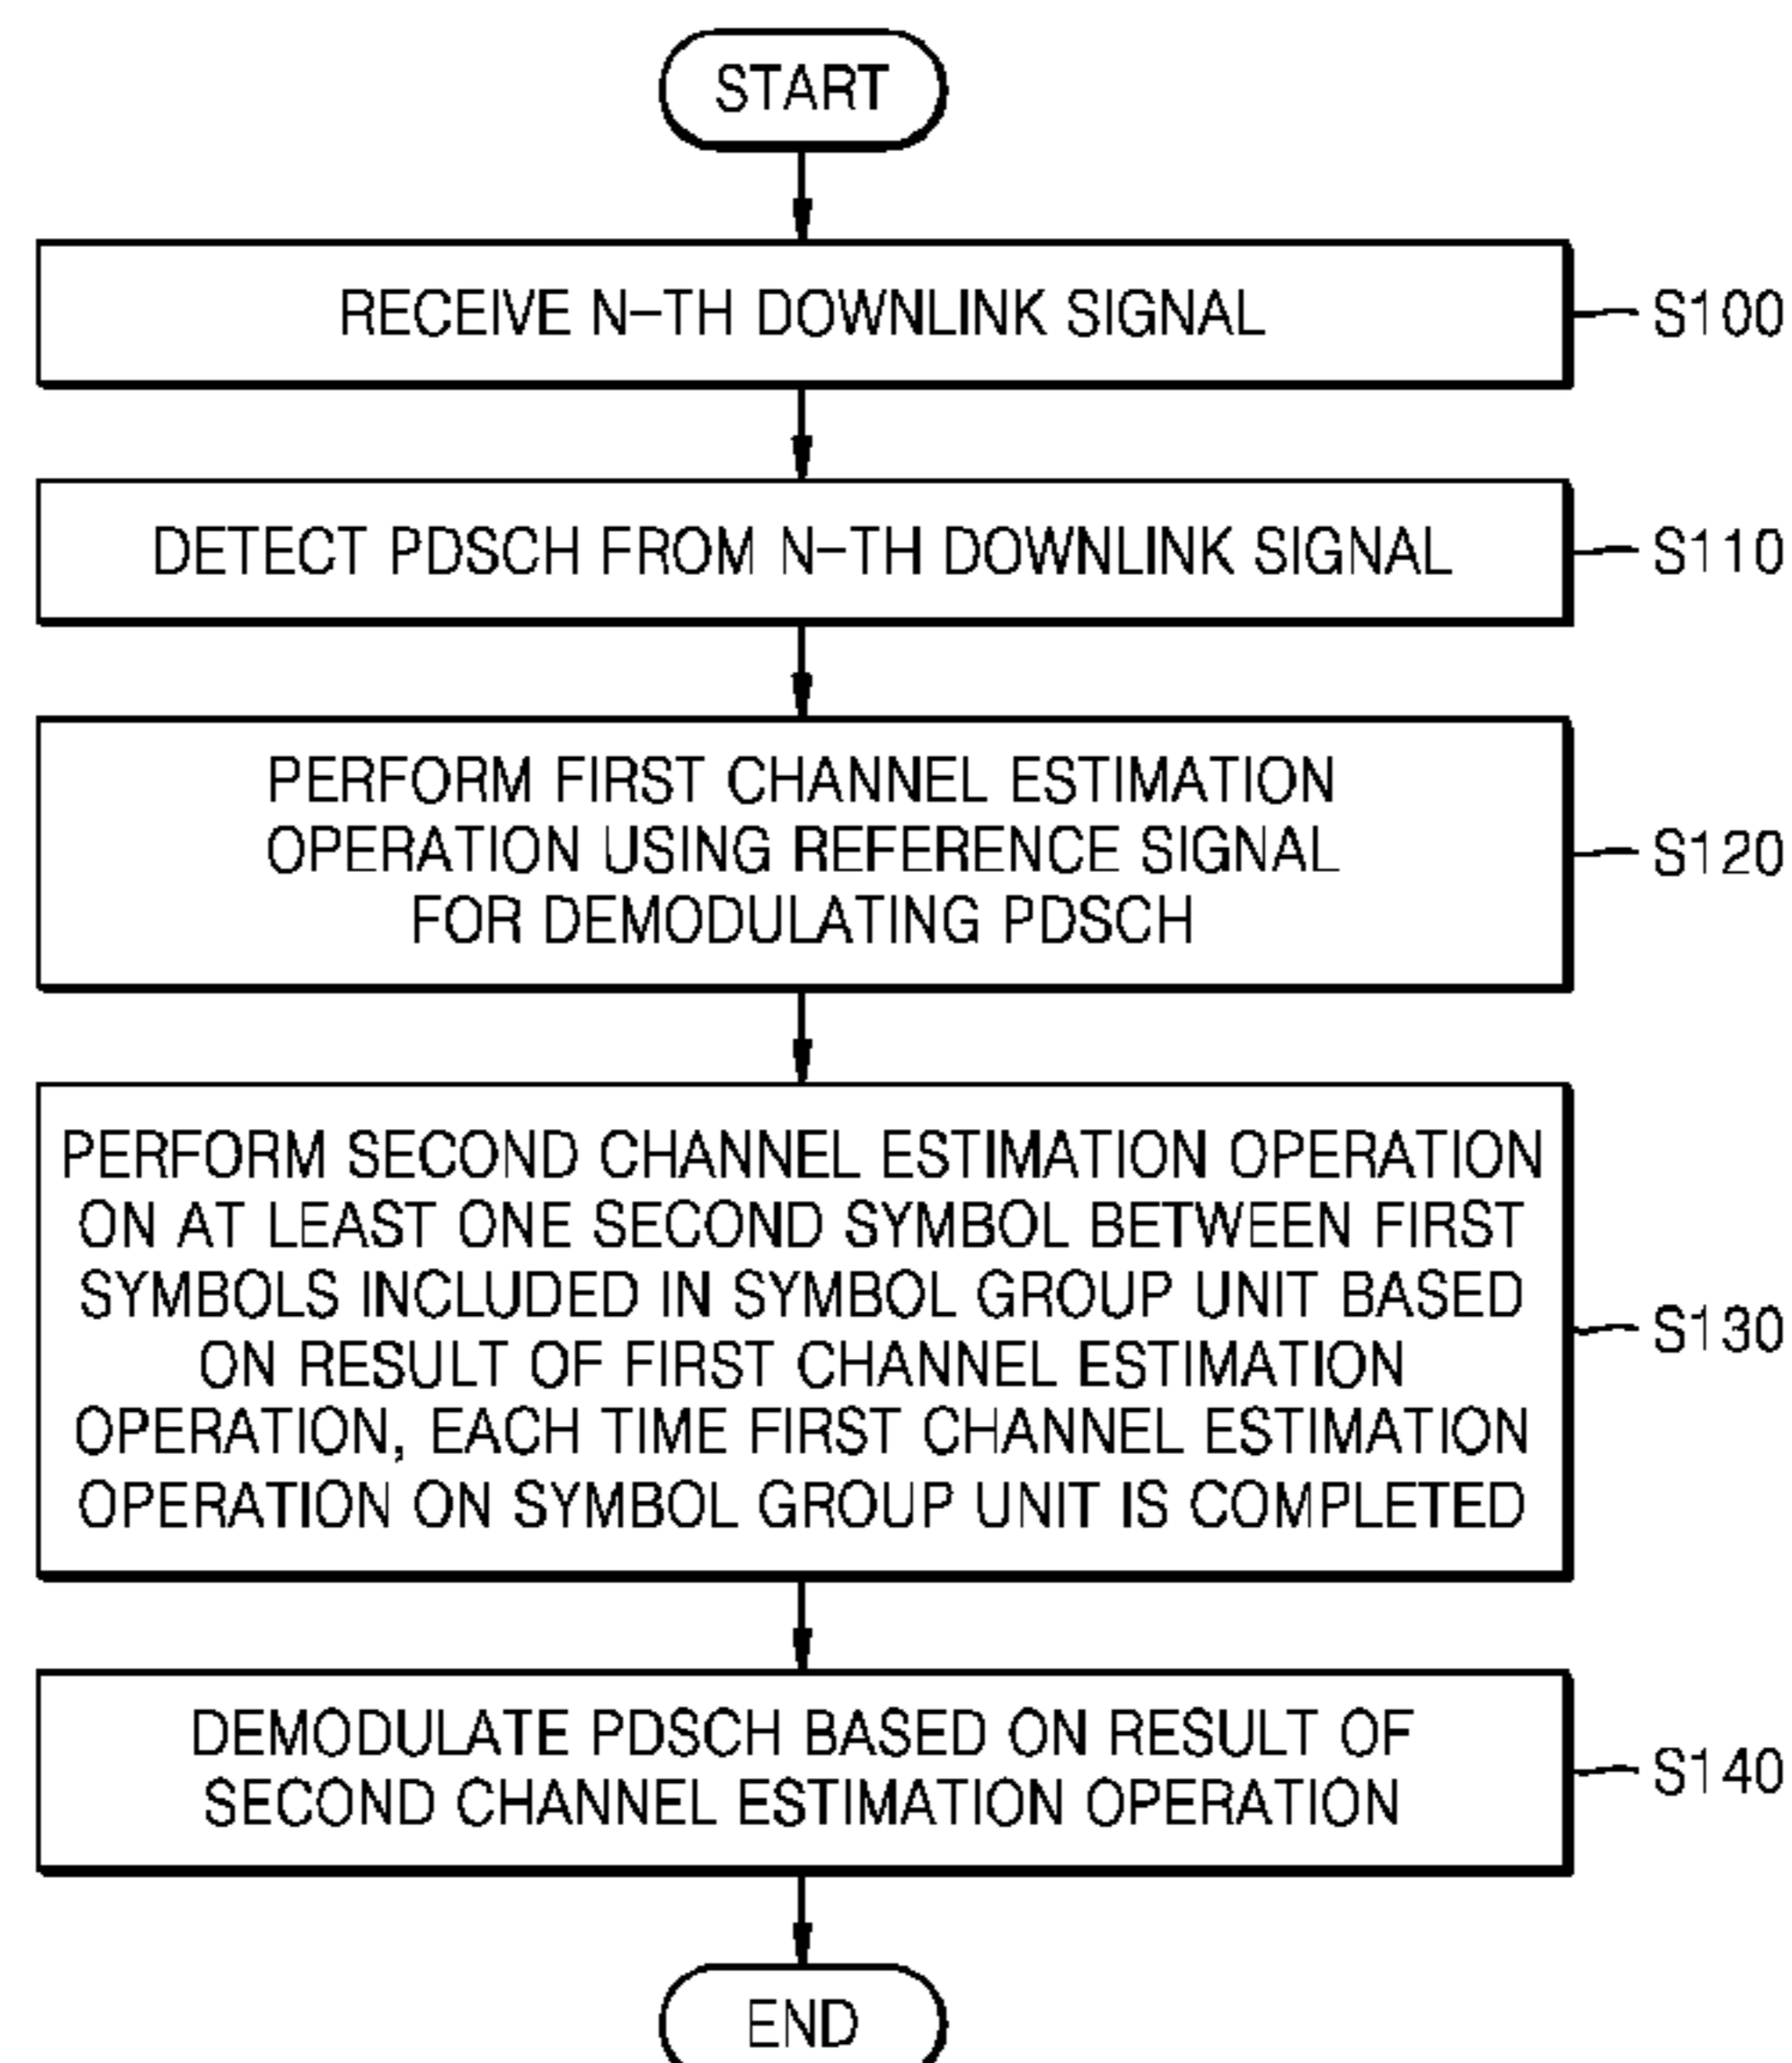 START
RECEIVE N-TH DOWNLINK SIGNAL
S100
DETECT PDSCH FROM N-TH DOWNLINK SIGNAL
S110
PERFORM FIRST CHANNEL ESTIMATION
OPERATION USING REFERENCE SIGNAL
FOR DEMODULATING PDSCH
S120
PERFORM SECOND CHANNEL ESTIMATION OPERATION
ON AT LEAST ONE SECOND SYMBOL BETWEEN FIRST
SYMBOLS INCLUDED IN SYMBOL GROUP UNIT BASED
ON RESULT OF FIRST CHANNEL ESTIMATION
OPERATION, EACH TIME FIRST CHANNEL ESTIMATION
OPERATION ON SYMBOL GROUP UNIT IS COMPLETED
S130
DEMODULATE PDSCH BASED ON RESULT OF
SECOND CHANNEL ESTIMATION OPERATION
S140
END